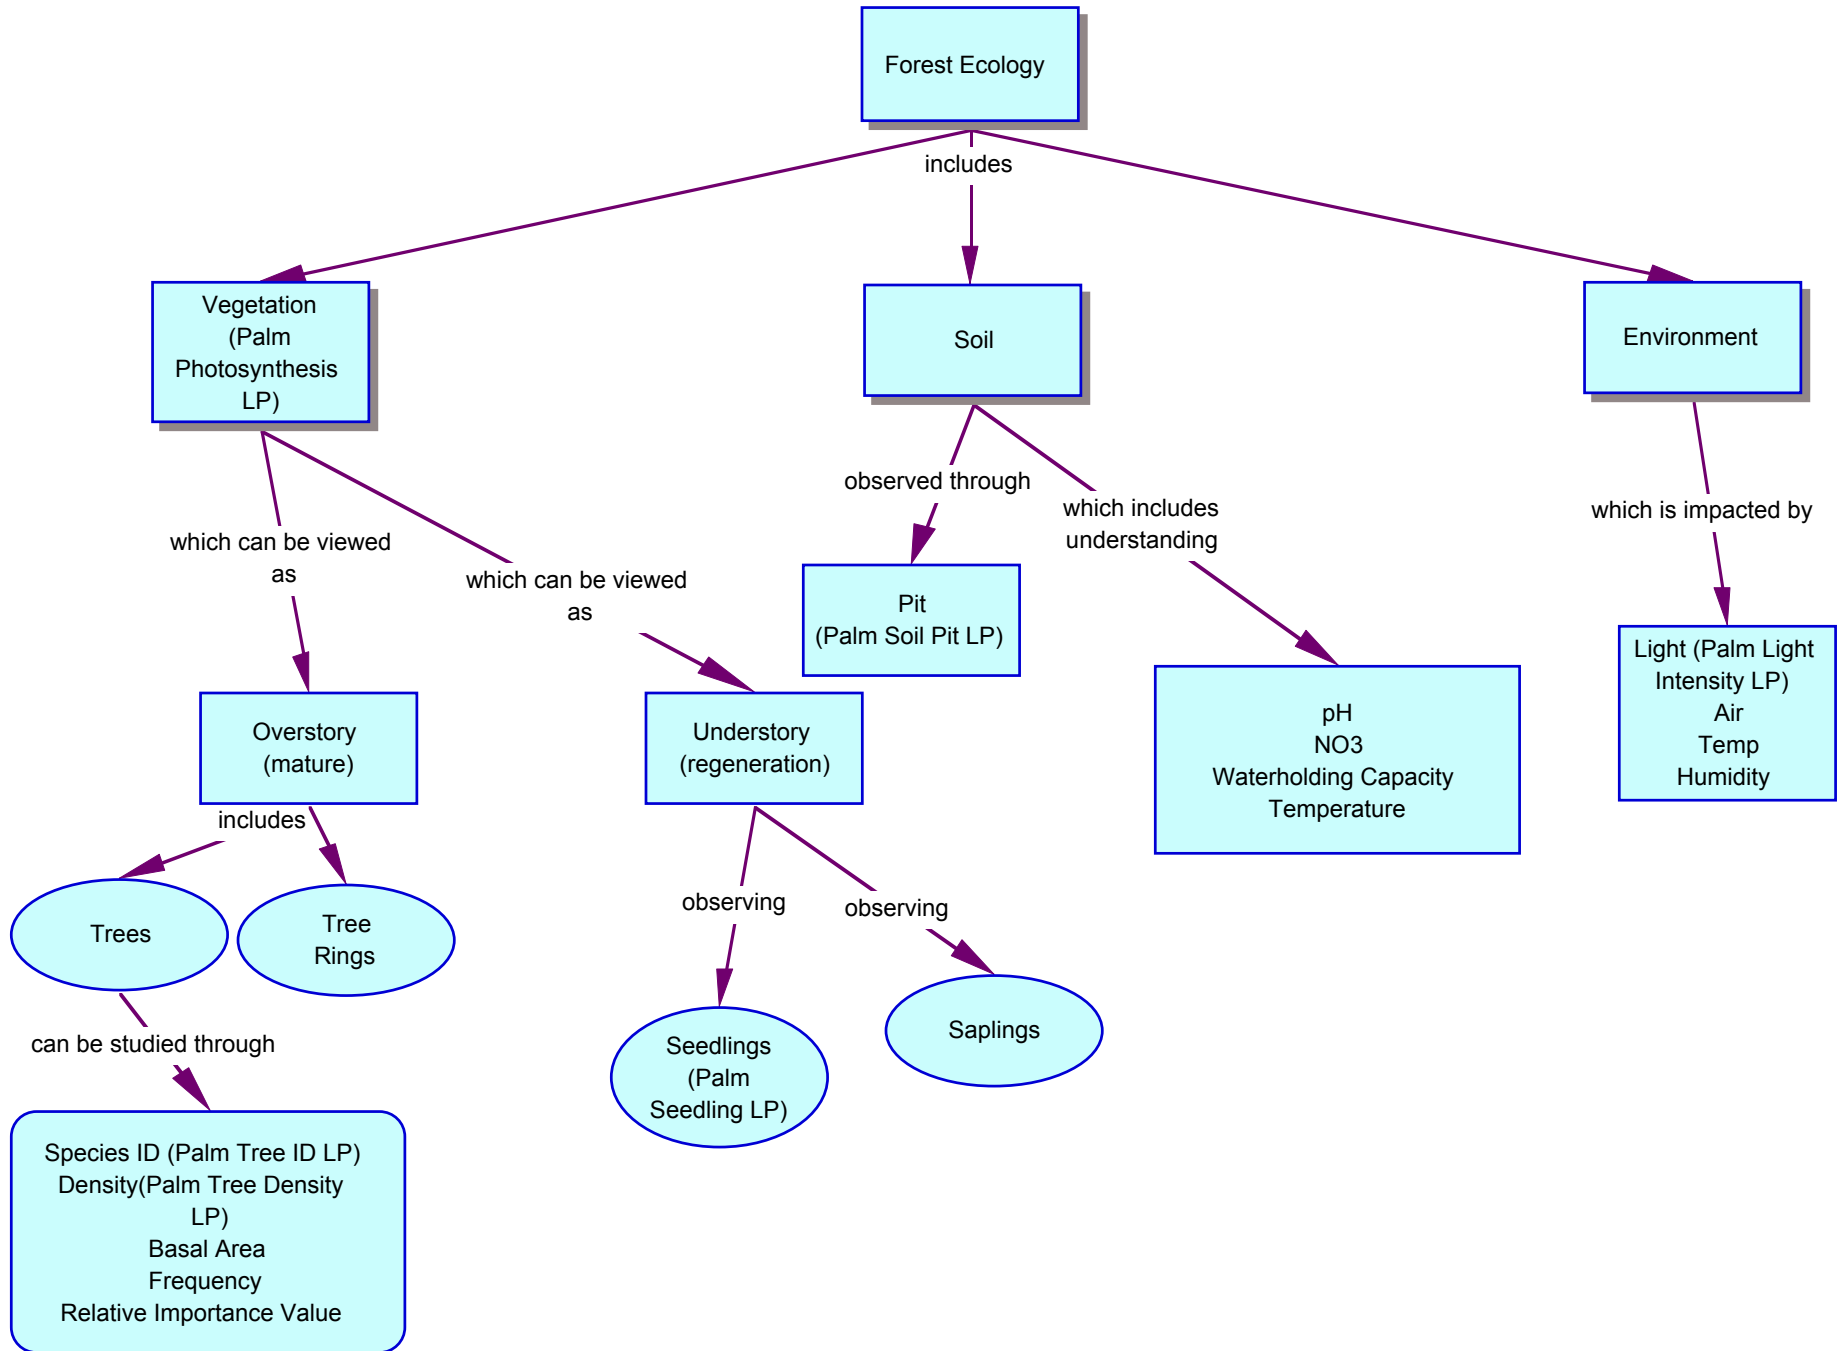 Forest Ecology
includes
Vegetation
(Palm
Photosynthesis
LP)
Soil
Environment
which can be viewed
as
which can be viewed
as
observed through
which includes
understanding
which is impacted by
Pit
(Palm Soil Pit LP)
pH
NO3
Waterholding Capacity
Temperature
Light (Palm Light
Intensity LP)
Air
Temp
Humidity
Overstory
(mature)
Understory
(regeneration)
includes
observing
observing
Trees
Tree
Rings
Seedlings
(Palm
Seedling LP)
Saplings
can be studied through
Species ID (Palm Tree ID LP)
Density(Palm Tree Density
LP)
Basal Area
Frequency
Relative Importance Value